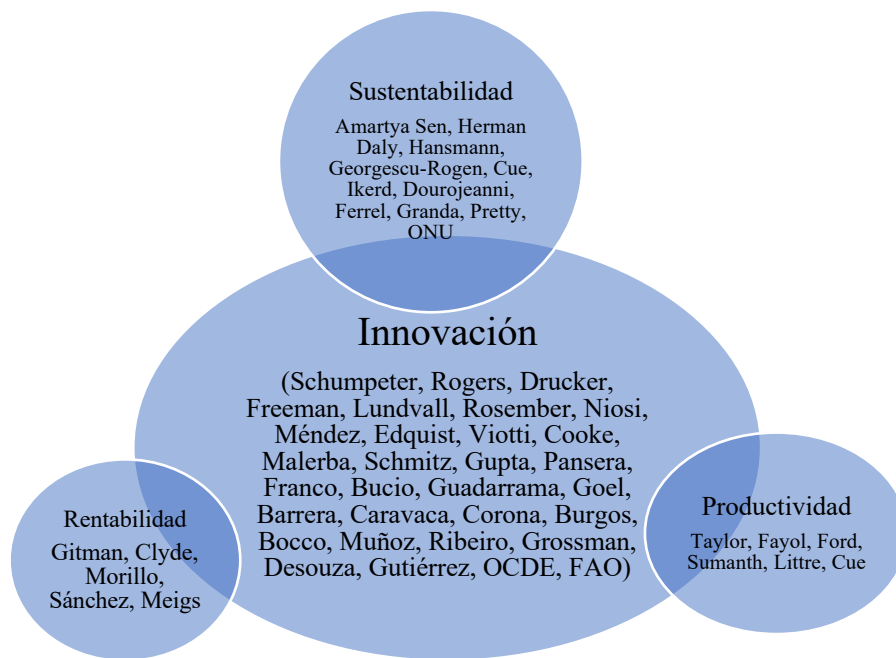 Sustentabilidad
Amartya Sen, Herman
Daly, Hansmann,
Georgescu-Rogen, Cue,
Ikerd, Dourojeanni,
Ferrel, Granda, Pretty,
ONU
Innovación
(Schumpeter, Rogers, Drucker,
Freeman, Lundvall, Rosember, Niosi,
Méndez, Edquist, Viotti, Cooke,
Malerba, Schmitz, Gupta, Pansera,
Franco, Bucio, Guadarrama, Goel,
Barrera, Caravaca, Corona, Burgos,
Bocco, Muñoz, Ribeiro, Grossman,
Desouza, Gutiérrez, OCDE, FAO)
Rentabilidad
Gitman, Clyde,
Morillo,
Sánchez, Meigs
Productividad
Taylor, Fayol, Ford,
Sumanth, Littre, Cue